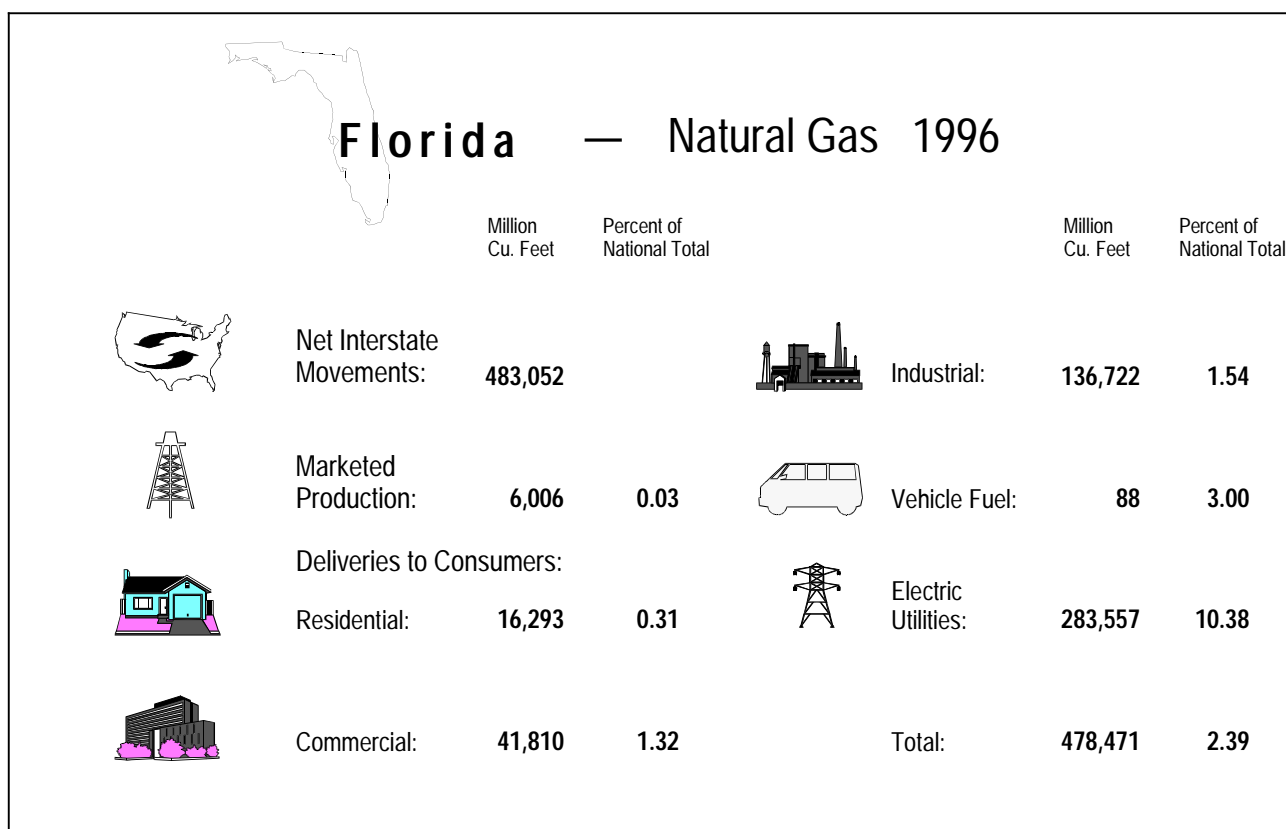 Florida — Natural Gas 1996
Million Cu. Feet
Percent of National Total
Million Cu. Feet
Percent of National Total
Net Interstate
Movements: 483,052
Marketed
Production: 6,006 0.03
Deliveries to Consumers:
Residential: 16,293 0.31
Commercial: 41,810 1.32
Industrial: 136,722 1.54
Vehicle Fuel: 88 3.00
Electric
Utilities: 283,557 10.38
Total: 478,471 2.39